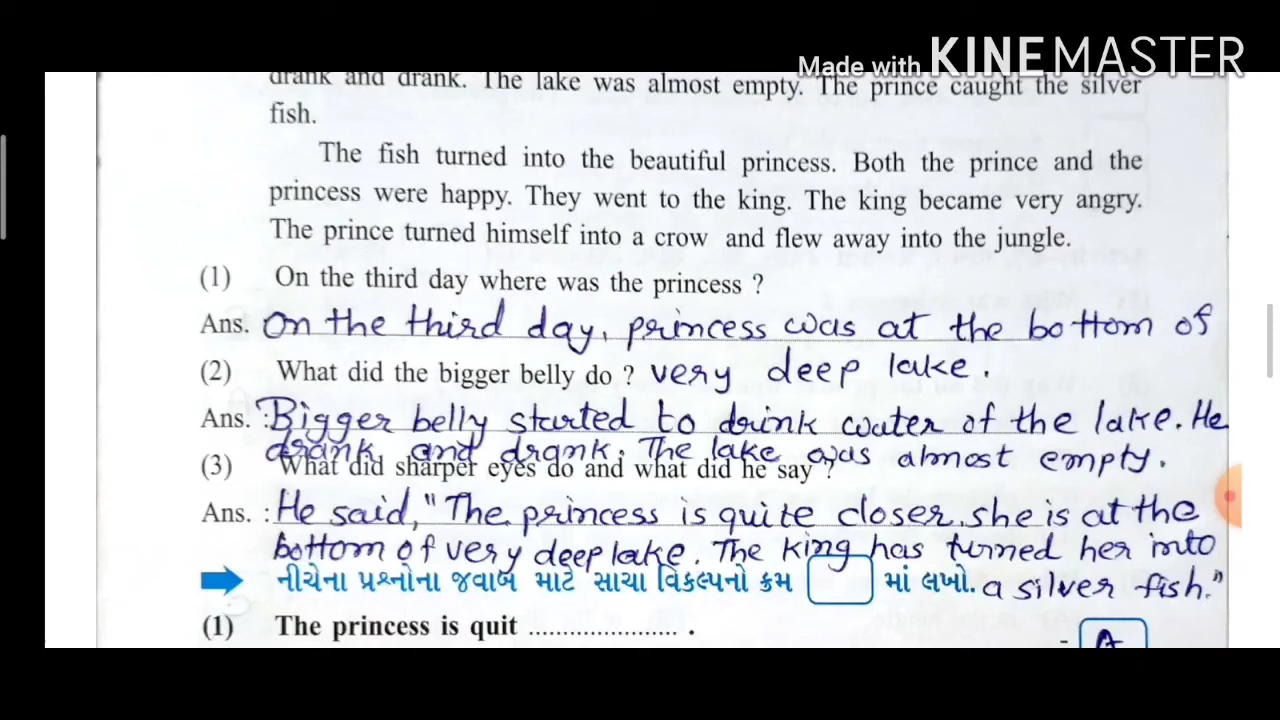 Made with KINEMASTER
drank and drank. The lake was almost empty. The prince caught the silver
fish.
The fish turned into the beautiful princess. Both the prince and the
princess were happy. They went to the king. The king became very angry.
The prince turned himself into a crow and flew away into the jungle.
(1) On the third day where was the princess ?
Ans. On the third day, princess was at the bottom of
(2) What did the bigger belly do ? very deep lake.
Ans. : Bigger belly started to drink water of the lake. He
drank and drank. The lake was almost empty.
(3) What did sharper eyes do and what did he say ?
Ans. : He said, "The princess is quite closer, she is at the
bottom of very deep lake. The king has turned her into
નીચેના પ્રશ્નોના જવાબ માટે સાચા વિકલ્પનો ક્રમ માં લખો. a silver fish."
(1) The princess is quit ...................... .
- A